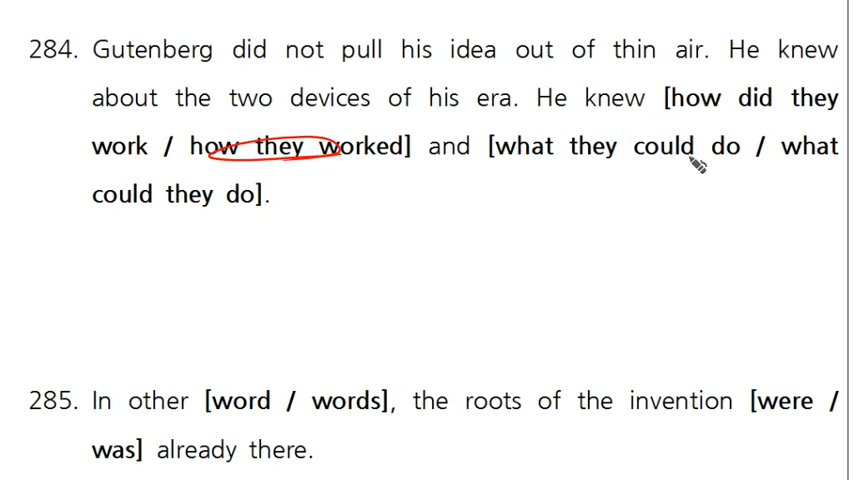 284. Gutenberg did not pull his idea out of thin air. He knew
about the two devices of his era. He knew [how did they
work / how they worked] and [what they could do / what
could they do].
285. In other [word / words], the roots of the invention [were /
was] already there.